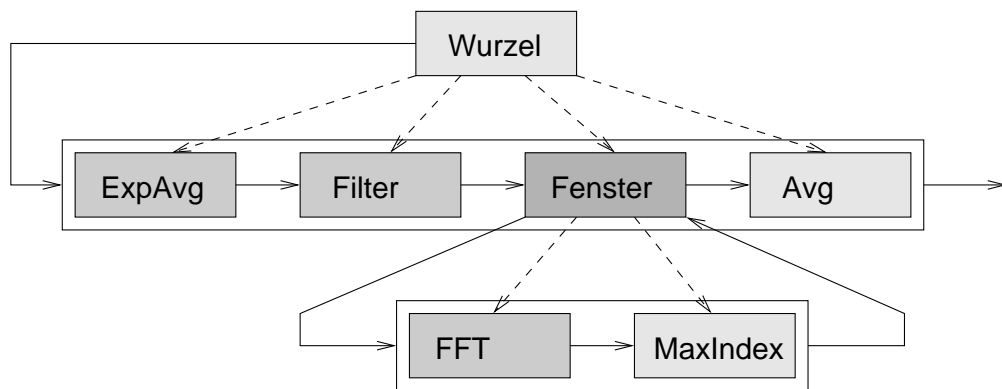 Wurzel
ExpAvg
Filter
Fenster
Avg
FFT
MaxIndex